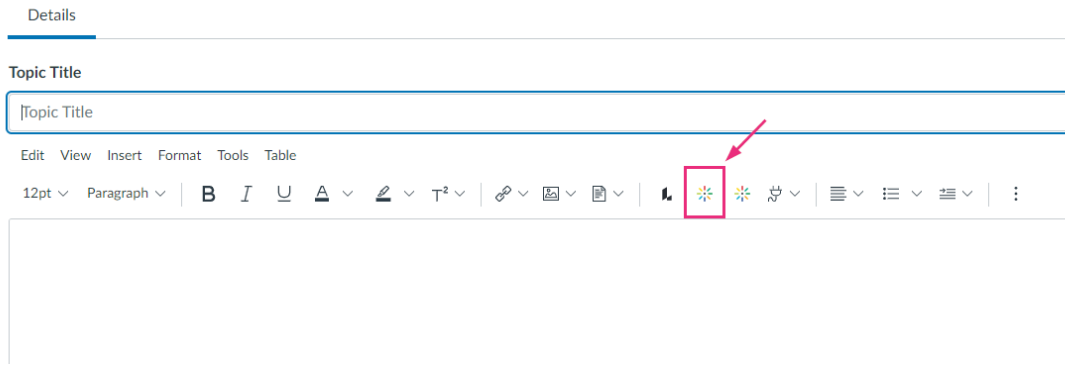 Details
Topic Title
Topic Title
Edit View Insert Format Tools Table
12pt Paragraph B I U A T²